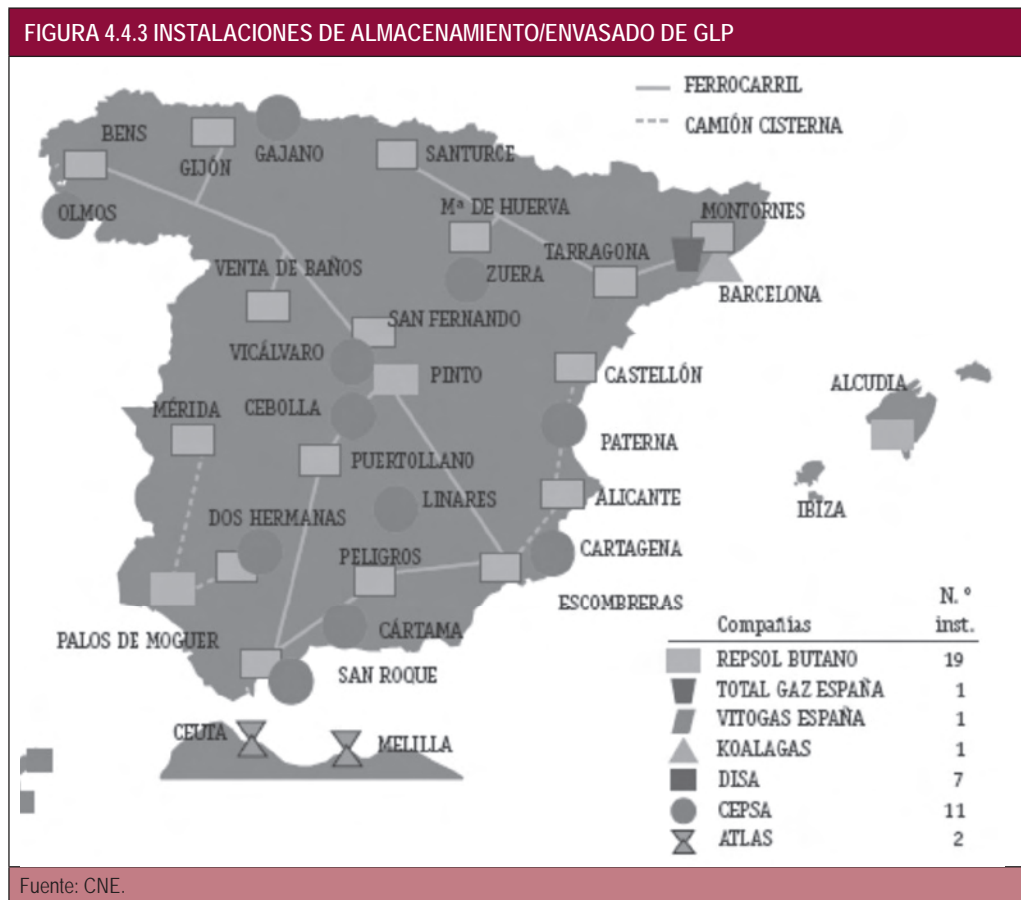 FIGURA 4.4.3 INSTALACIONES DE ALMACENAMIENTO/ENVASADO DE GLP
FERROCARRIL
CAMIÓN CISTERNA
BENS
GIJÓN
GAJANO
SANTURCE
OLMOS
Mª DE HUERVA
MONTORNES
TARRAGONA
ZUERA
BARCELONA
VENTA DE BAÑOS
SAN FERNANDO
VICÁLVARO
PINTO
CASTELLÓN
ALCUDIA
MÉRIDA
CEBOLLA
PATERNA
PUERTOLLANO
LINARES
ALICANTE
IBIZA
DOS HERMANAS
CARTAGENA
PELIGROS
ESCOMBRERAS
PALOS DE MOGUER
CÁRTAMA
SAN ROQUE
CEUTA
MELILLA
N. º
Compañías inst.
REPSOL BUTANO 19
TOTAL GAZ ESPAÑA 1
VITOGAS ESPAÑA 1
KOALAGAS 1
DISA 7
CEPSA 11
ATLAS 2
Fuente: CNE.